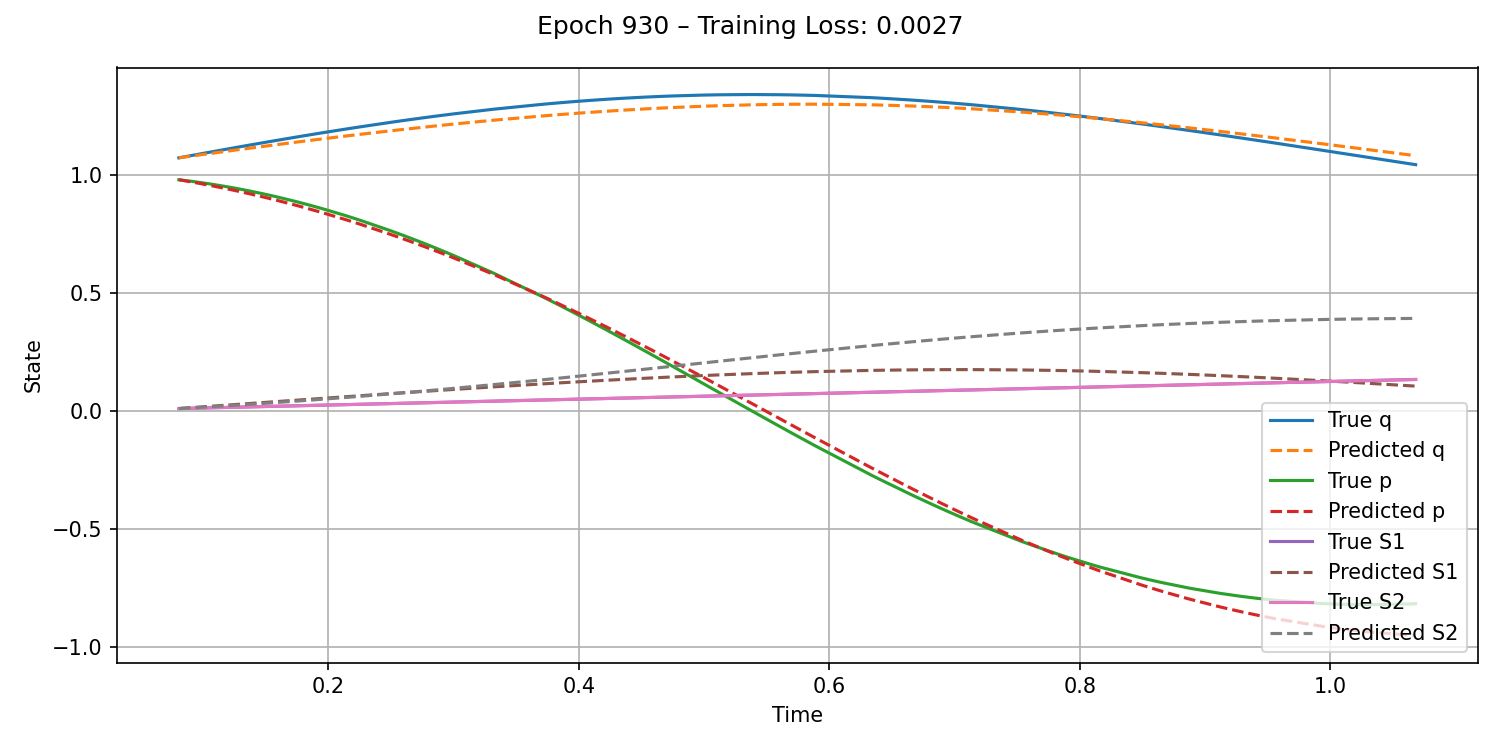 Epoch 930 – Training Loss: 0.0027
State
1.0
0.5
0.0
−0.5
−1.0
True q
Predicted q
True p
Predicted p
True S1
Predicted S1
True S2
Predicted S2
0.2
0.4
0.6
0.8
1.0
Time